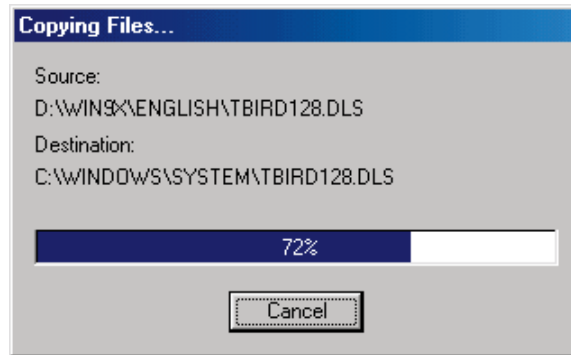 Copying Files...
Source:
D:\WIN9X\ENGLISH\TBIRD128.DLS
Destination:
C:\WINDOWS\SYSTEM\TBIRD128.DLS
72%
Cancel